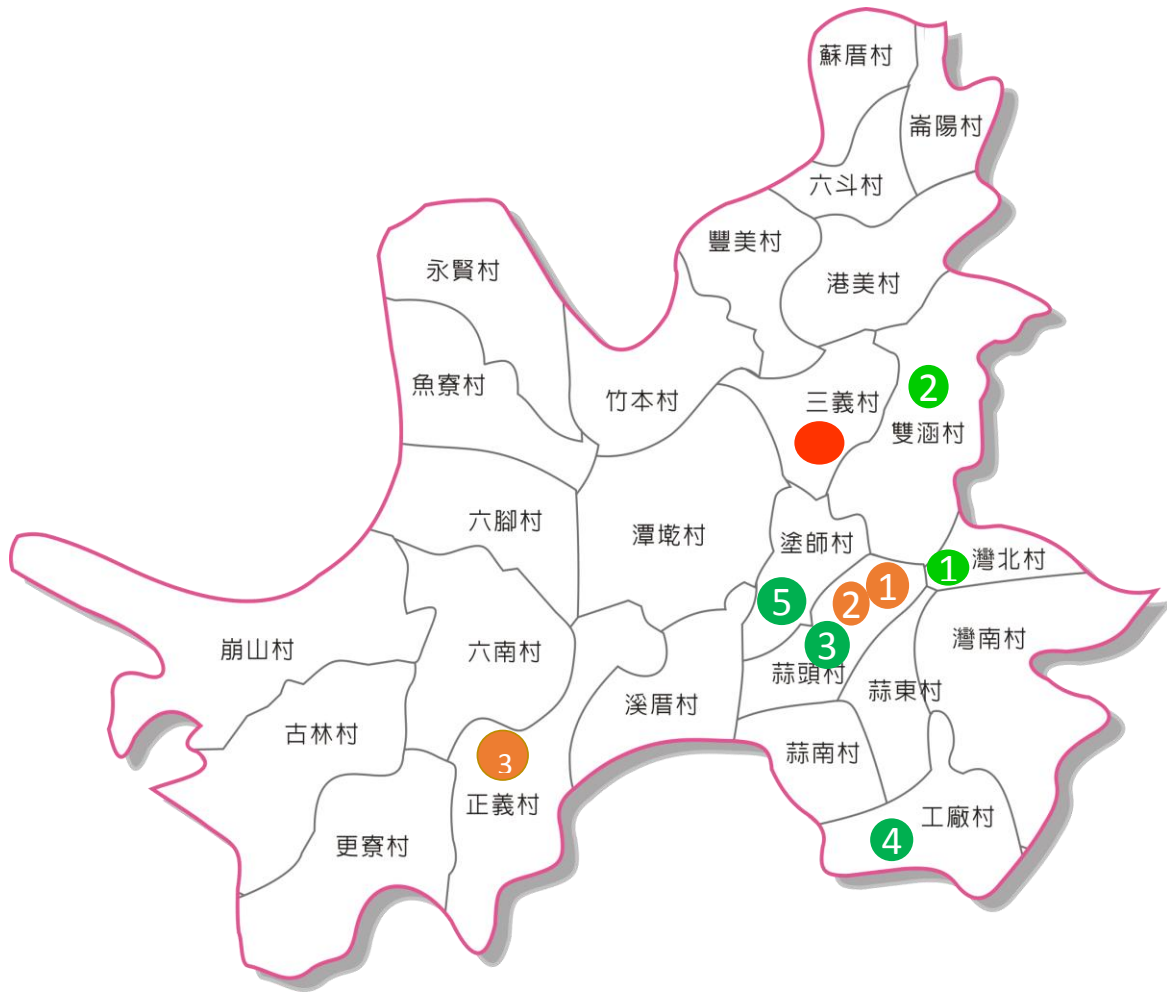 蘇厝村
崙陽村
六斗村
豐美村
港美村
永賢村
魚寮村
竹本村
三義村
2
雙涵村
六腳村
潭墘村
塗師村
灣北村
1
1
2
5
3
崩山村
六南村
蒜頭村
灣南村
蒜東村
古林村
溪厝村
3
蒜南村
正義村
工廠村
更寮村
4